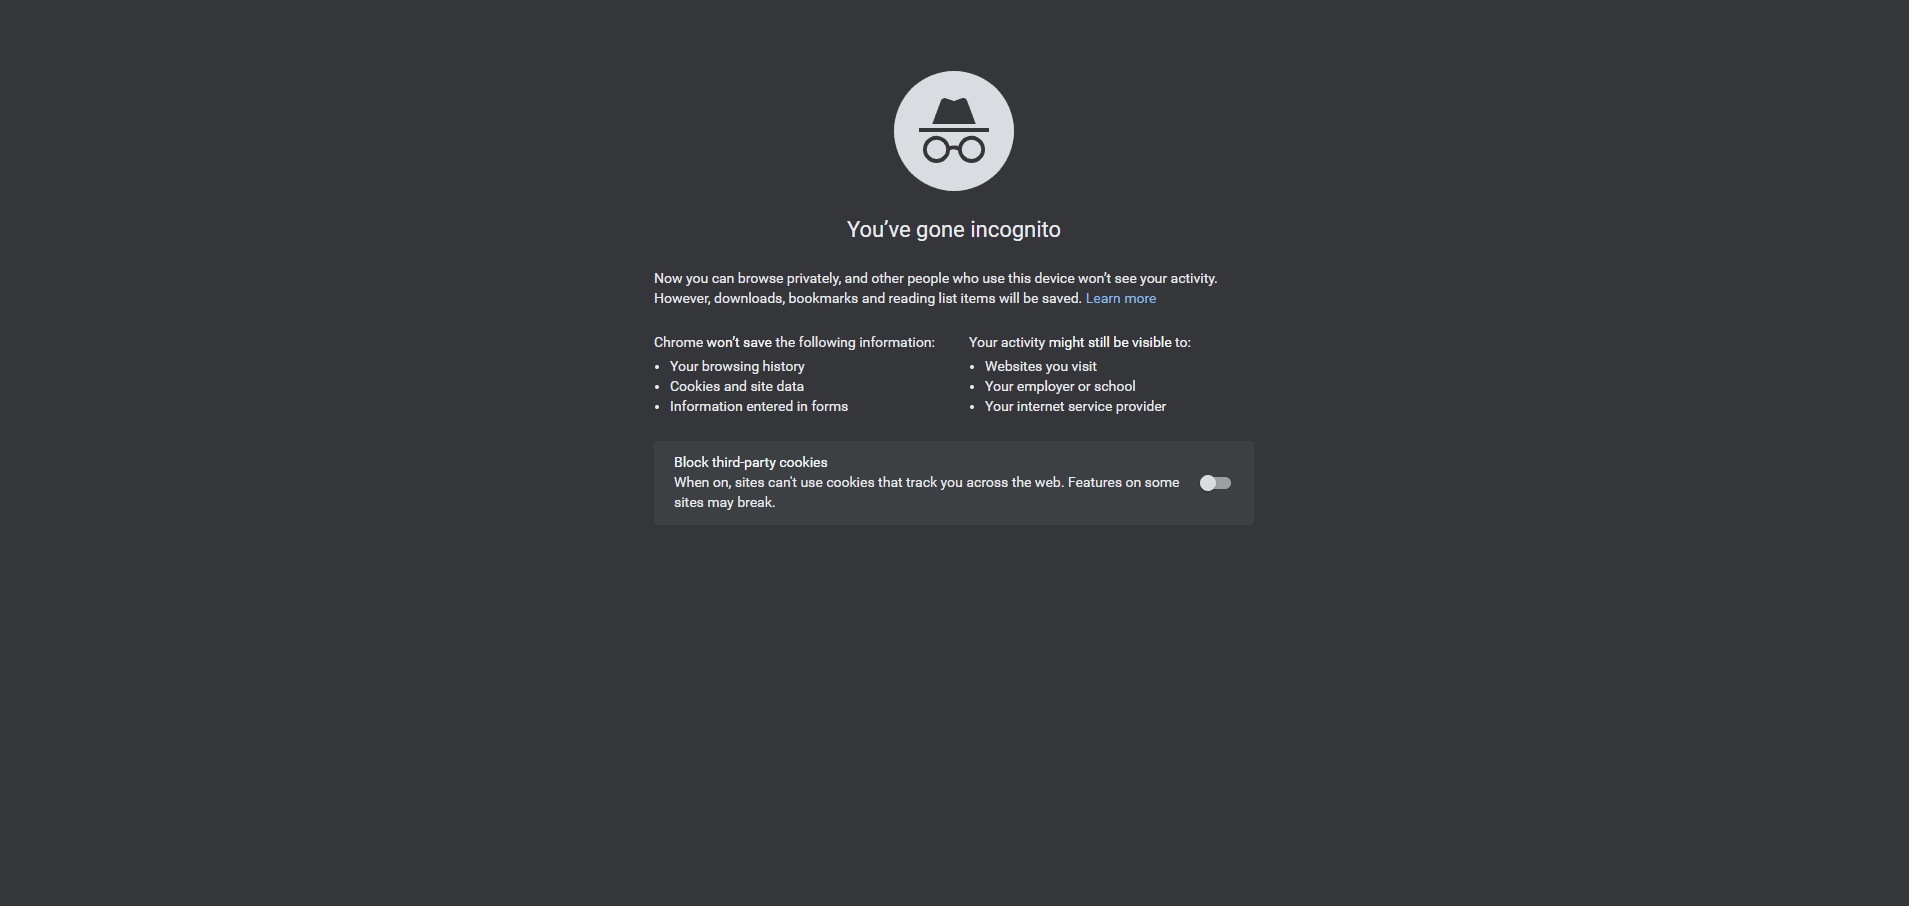 You’ve gone incognito
Now you can browse privately, and other people who use this device won’t see your activity.
However, downloads, bookmarks and reading list items will be saved. Learn more
Chrome won’t save the following information:
• Your browsing history
• Cookies and site data
• Information entered in forms
Your activity might still be visible to:
• Websites you visit
• Your employer or school
• Your internet service provider
Block third-party cookies
When on, sites can't use cookies that track you across the web. Features on some
sites may break.